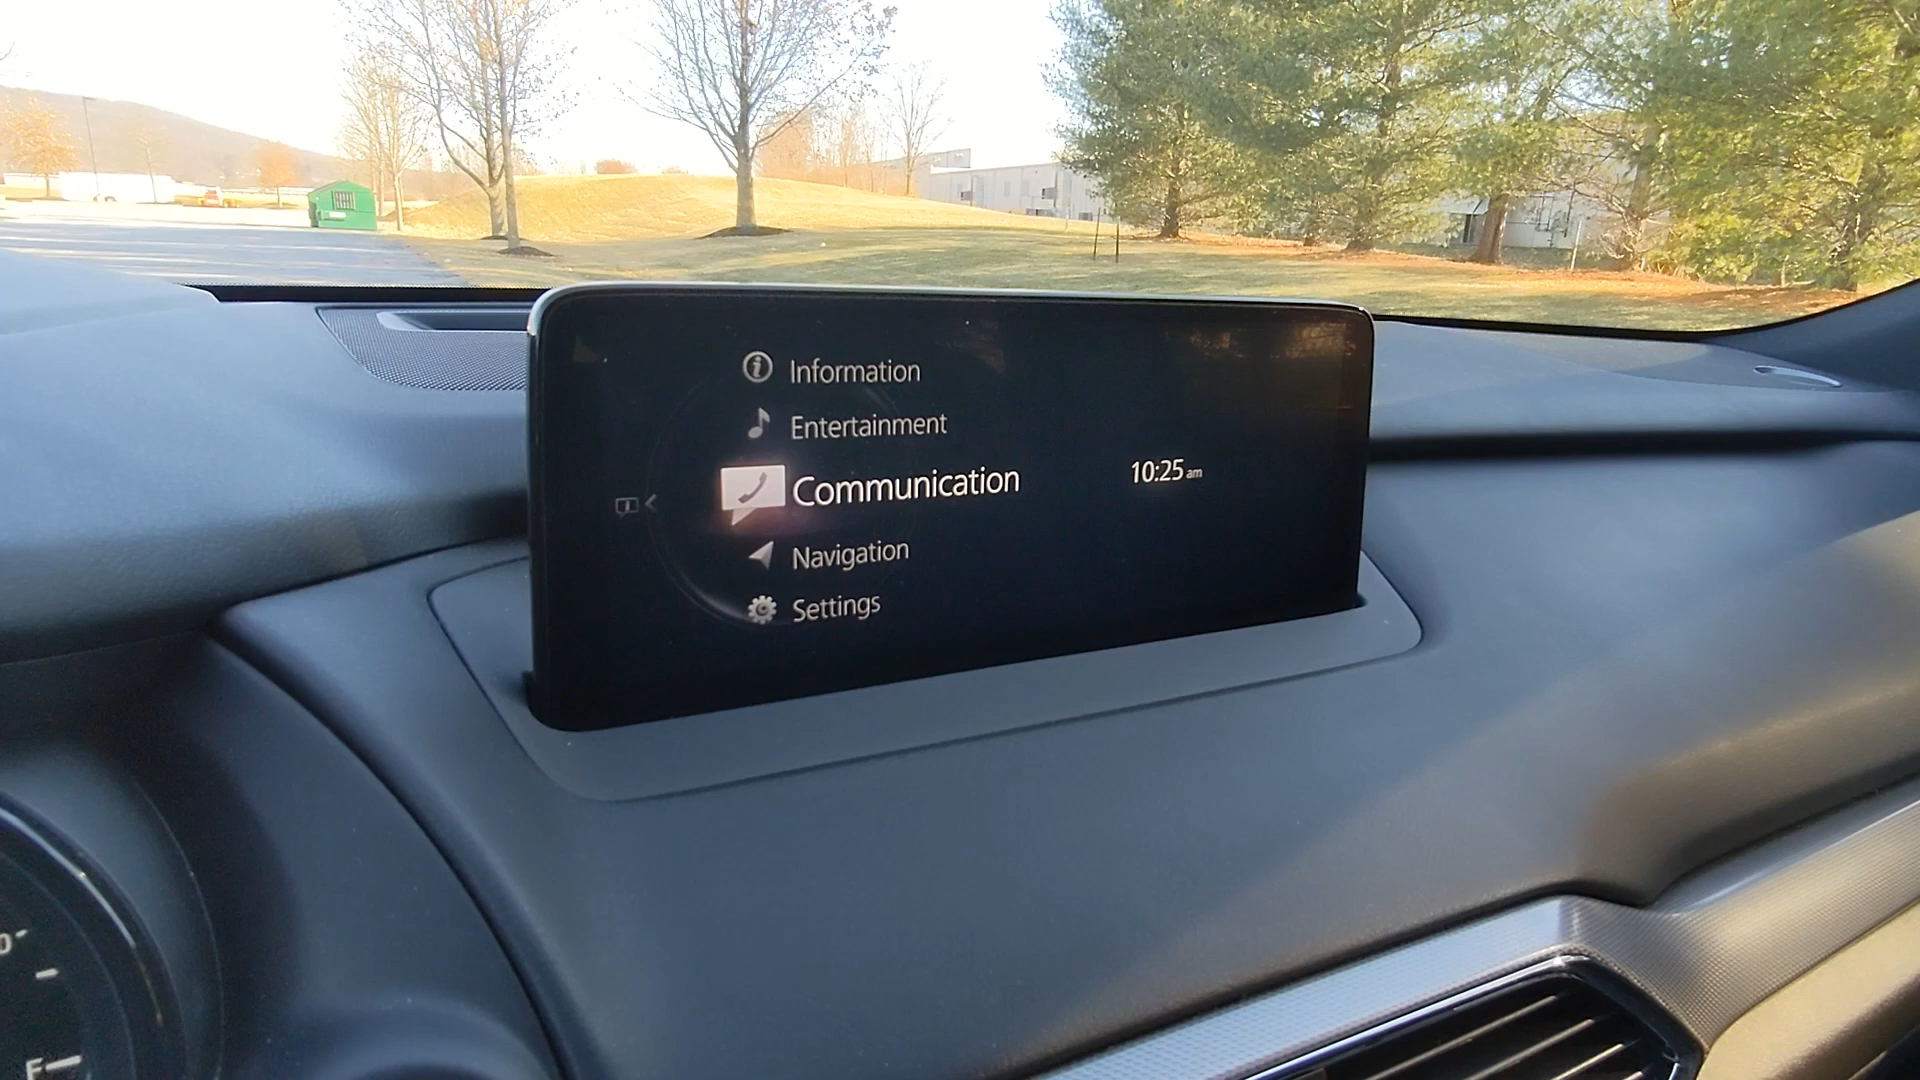 Information
Entertainment
Communication
10:25 am
Navigation
Settings
F